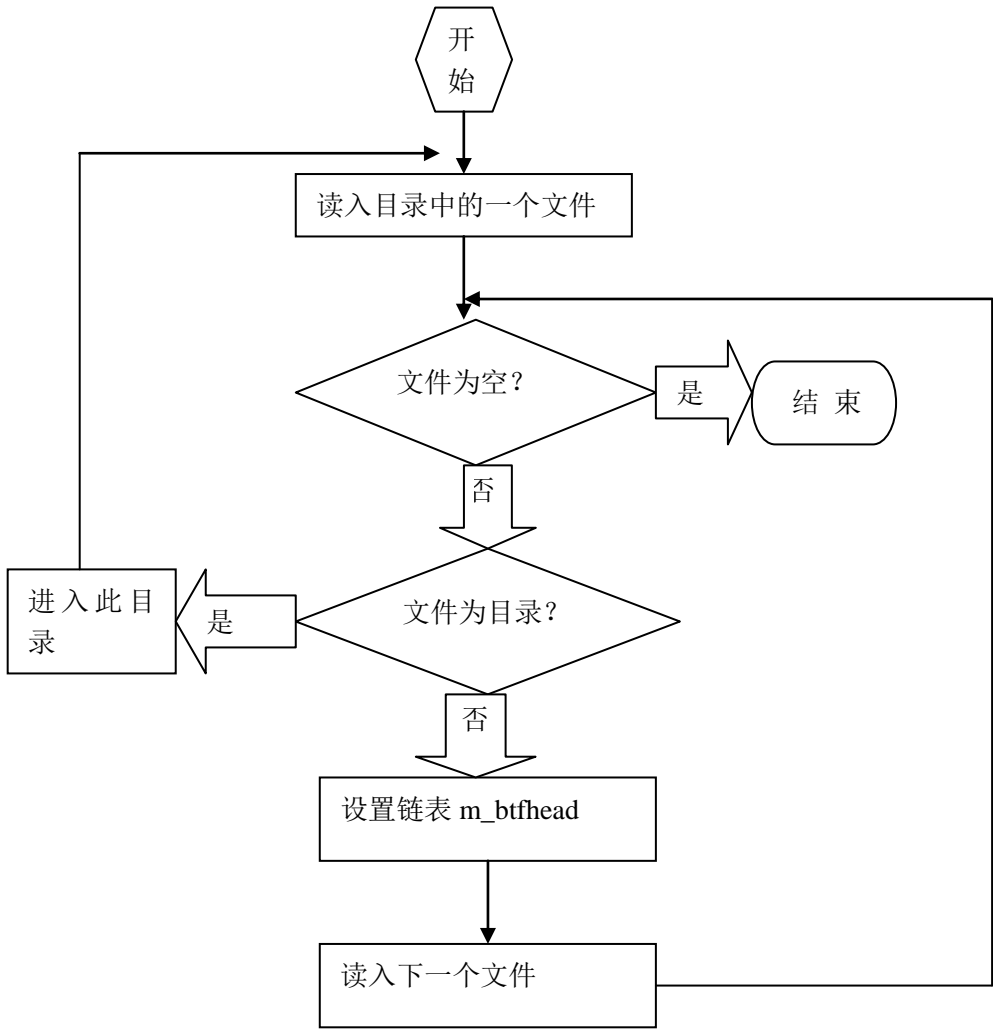 开
始
读入目录中的一个文件
文件为空？
是
结 束
否
文件为目录？
是
进入此目
录
否
设置链表 m_btfhead
读入下一个文件